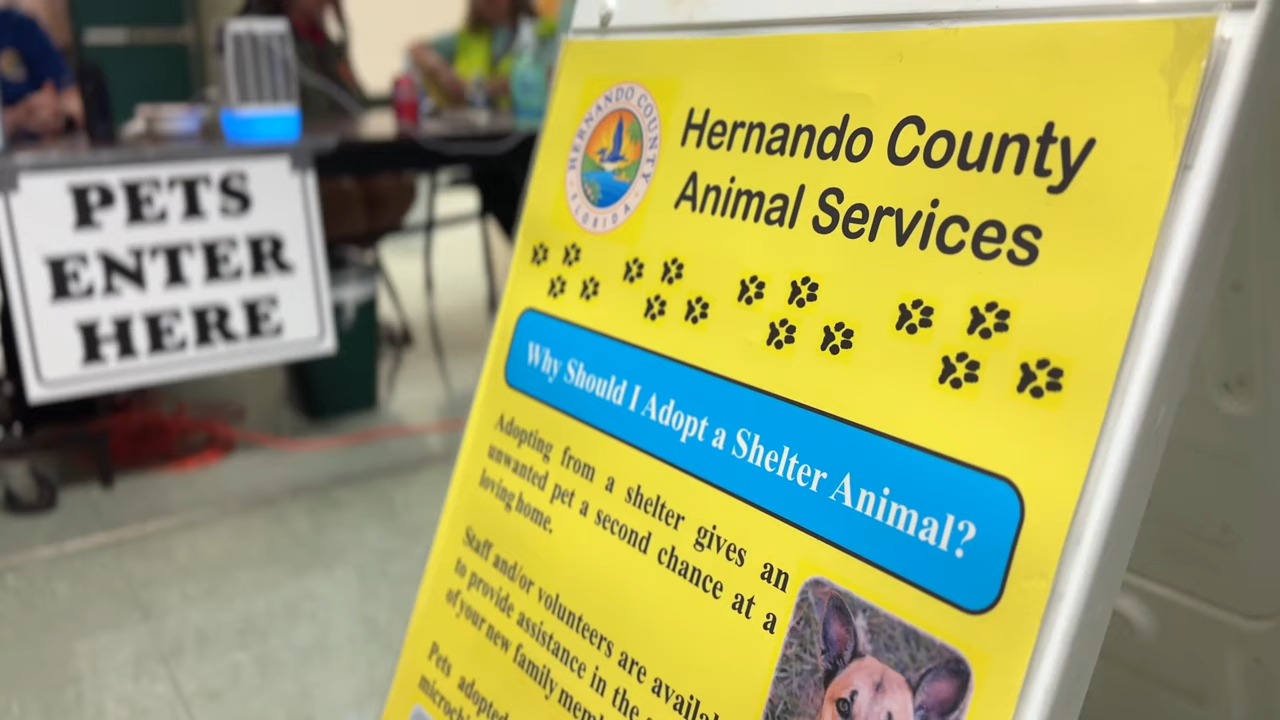 PETS
ENTER
HERE
HERNANDO COUNTY
FLORIDA
Hernando County
Animal Services
Why Should I Adopt a Shelter Animal?
Adopting from a shelter gives an
unwanted pet a second chance at a
loving home.
Staff and/or volunteers are
to provide assistance in the
of your new family
Pets adopted